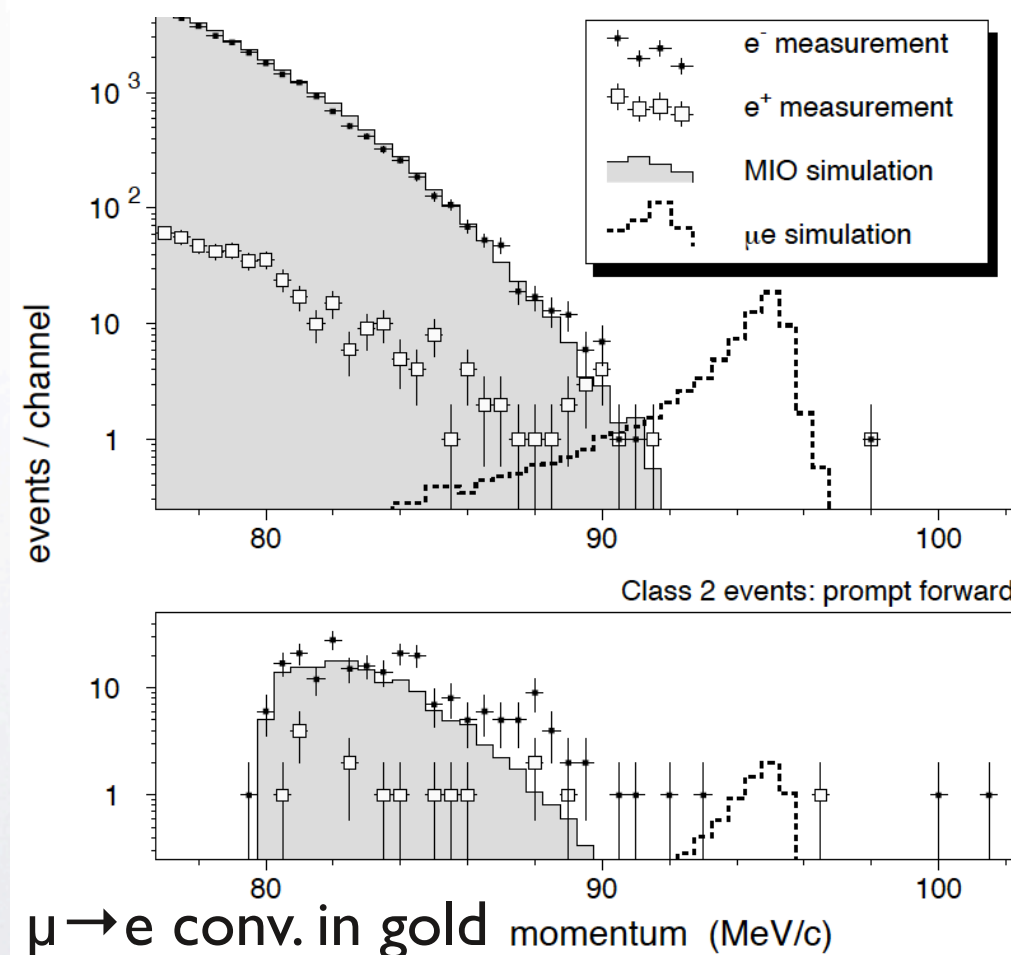 e⁻ measurement
e⁺ measurement
MIO simulation
μe simulation
events / channel
10³
10²
10
1
80 90 100
Class 2 events: prompt forward
10
1
80 90 100
μ→e conv. in gold momentum (MeV/c)